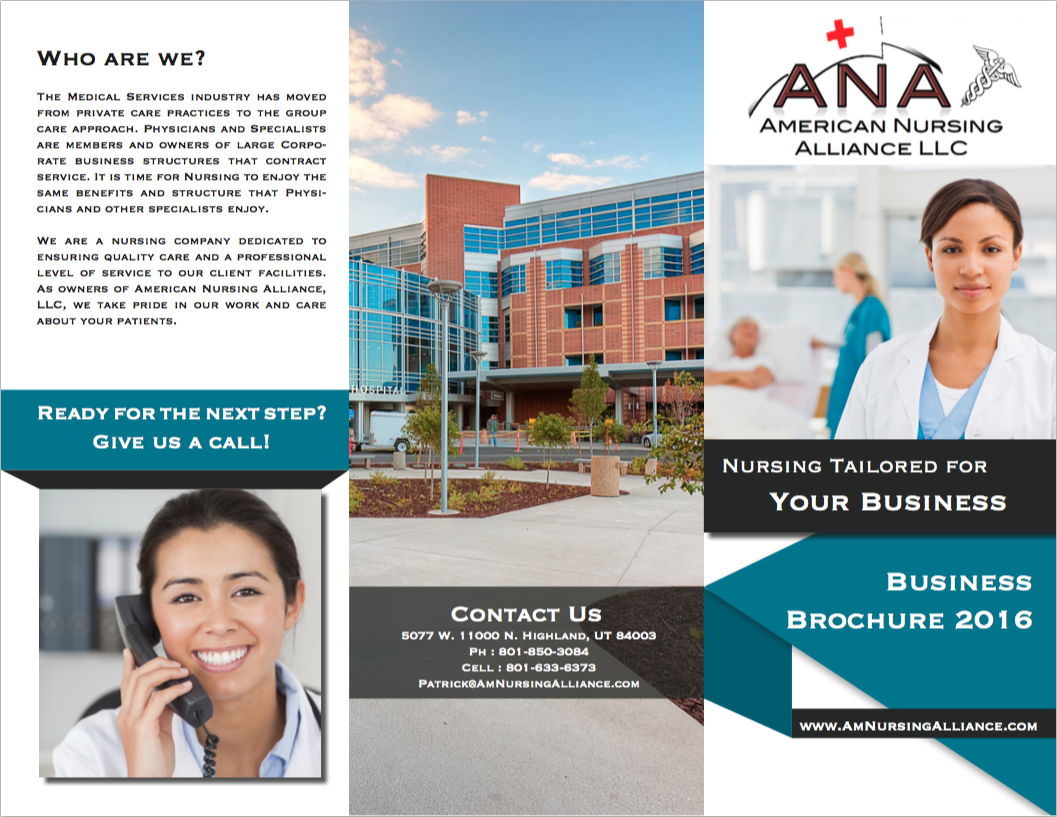 Who are we?
The Medical Services industry has moved
from private care practices to the group
care approach. Physicians and Specialists
are members and owners of large Corpo-
rate business structures that contract
service. It is time for Nursing to enjoy the
same benefits and structure that Physi-
cians and other specialists enjoy.
We are a nursing company dedicated to
ensuring quality care and a professional
level of service to our client facilities.
As owners of American Nursing Alliance,
LLC, we take pride in our work and care
about your patients.
Ready for the next step?
Give us a call!
HOSPITAL
Contact Us
5077 W. 11000 N. Highland, UT 84003
Ph : 801-850-3084
Cell : 801-633-6373
Patrick@AmNursingAlliance.com
ANA
American Nursing
Alliance LLC
Nursing Tailored for
Your Business
Business
Brochure 2016
www.AmNursingAlliance.com